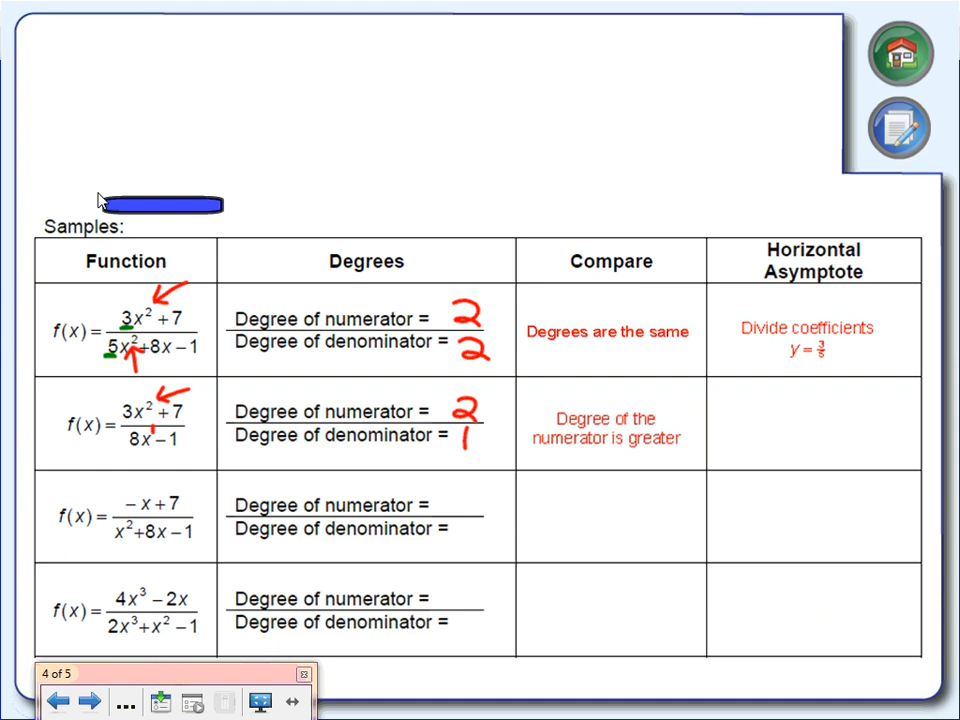 Samples:
Function Degrees Compare Horizontal Asymptote
f(x) = (3x² + 7)/(5x² +8x – 1)
Degree of numerator = 2
Degree of denominator = 2
Degrees are the same
Divide coefficients
y = 3/5
f(x) = (3x² + 7)/(8x¹ – 1)
Degree of numerator = 2
Degree of denominator = 1
Degree of the
numerator is greater
f(x) = (– x + 7)/(x² +8x – 1)
Degree of numerator =
Degree of denominator =
f(x) = (4x³ – 2x)/(2x³ +x² – 1)
Degree of numerator =
Degree of denominator =
4 of 5